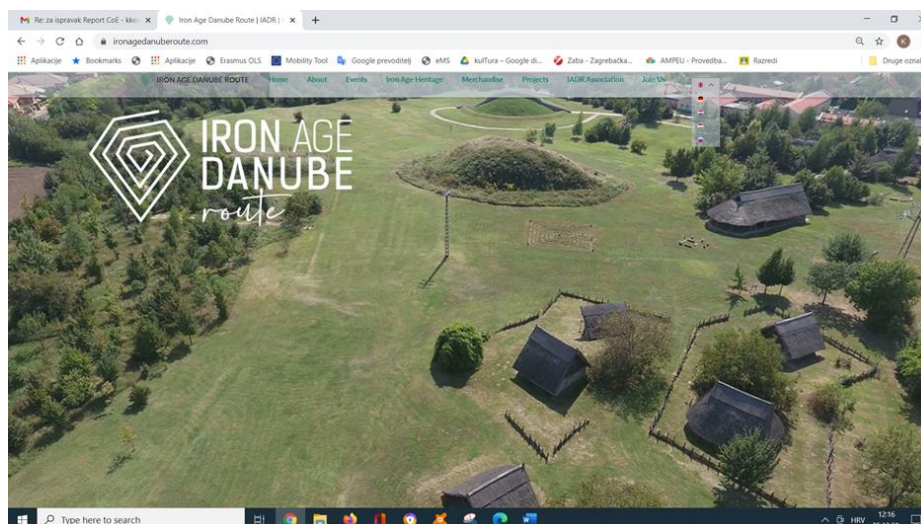 Re: za ispravak Report CoE - kke
Iron Age Danube Route | IADR |
ironagedanuberoute.com
Aplikacije Bookmarks Aplikacije Erasmus OLS Mobility Tool Google prevoditelj eMS kulTura – Google di... Zaba - Zagrebačka... AMPEU - Provedba... Razredi Druge oznak
IRON AGE DANUBE ROUTE Home About Events Iron Age Heritage Merchandise Projects IADR Association Join Us
IRON AGE
DANUBE
route
Type here to search
HRV
12:16